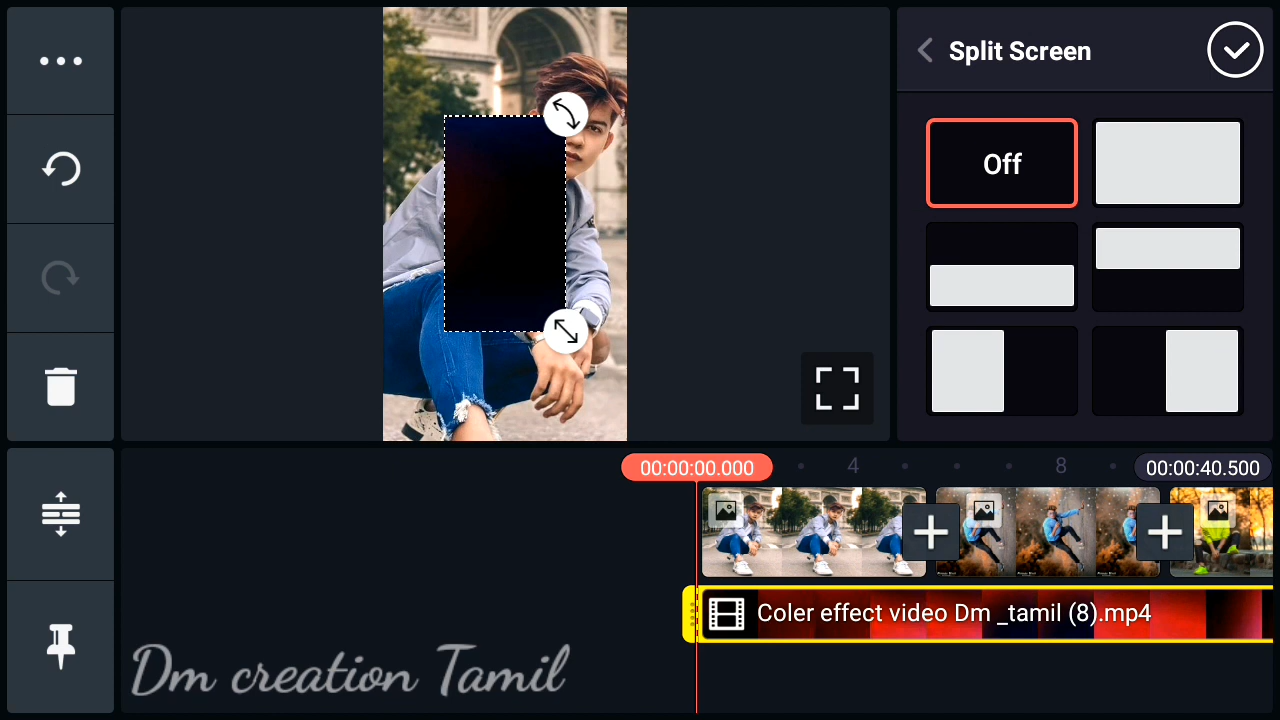 Split Screen
Off
00:00:00.000
4
8
00:00:40.500
Coler effect video Dm _tamil (8).mp4
Dm creation Tamil